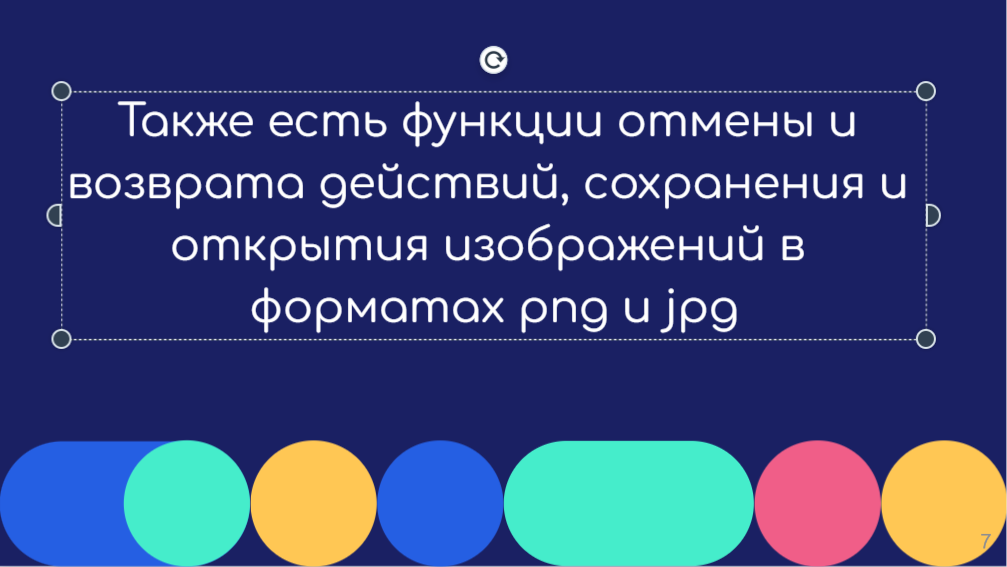 Также есть функции отмены и
возврата действий, сохранения и
открытия изображений в
форматах png и jpg
7